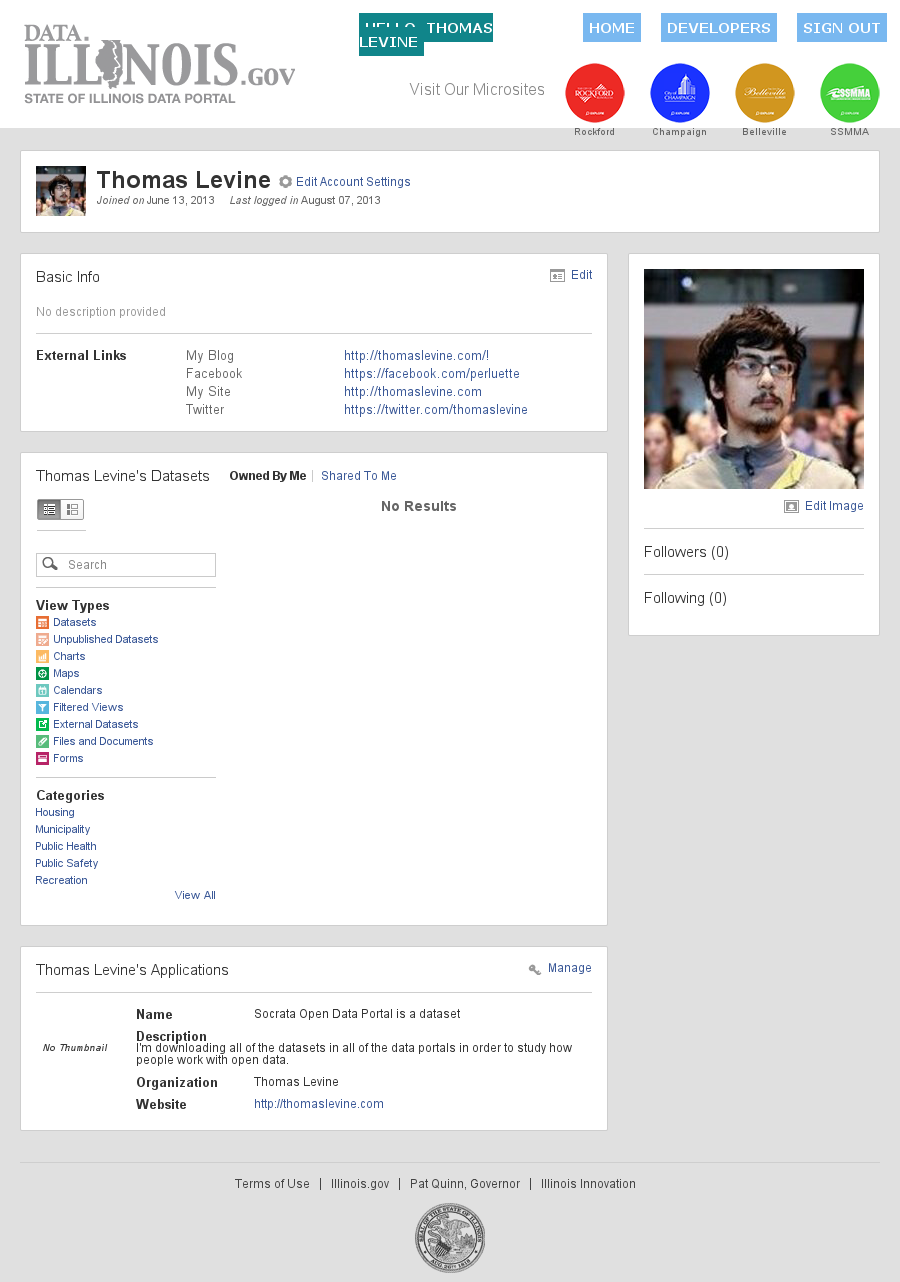 DATA.
ILLINOIS.GOV
STATE OF ILLINOIS DATA PORTAL
HELLO, THOMAS
LEVINE
HOME
DEVELOPERS
SIGN OUT
Visit Our Microsites
ROCKFORD
CHAMPAIGN
Belleville
SSMMA
Rockford
Champaign
Belleville
SSMMA
Thomas Levine Edit Account Settings
Joined on June 13, 2013 Last logged in August 07, 2013
Basic Info
Edit
No description provided
External Links
My Blog http://thomaslevine.com/!
Facebook https://facebook.com/perluette
My Site http://thomaslevine.com
Twitter https://twitter.com/thomaslevine
Edit Image
Followers (0)
Following (0)
Thomas Levine's Datasets
Owned By Me | Shared To Me
No Results
Search
View Types
Datasets
Unpublished Datasets
Charts
Maps
Calendars
Filtered Views
External Datasets
Files and Documents
Forms
Categories
Housing
Municipality
Public Health
Public Safety
Recreation
View All
Thomas Levine's Applications
Manage
No Thumbnail
Name Socrata Open Data Portal is a dataset
Description
I'm downloading all of the datasets in all of the data portals in order to study how
people work with open data.
Organization Thomas Levine
Website http://thomaslevine.com
Terms of Use | Illinois.gov | Pat Quinn, Governor | Illinois Innovation
SEAL OF THE STATE OF ILLINOIS
AUG. 26TH 1818